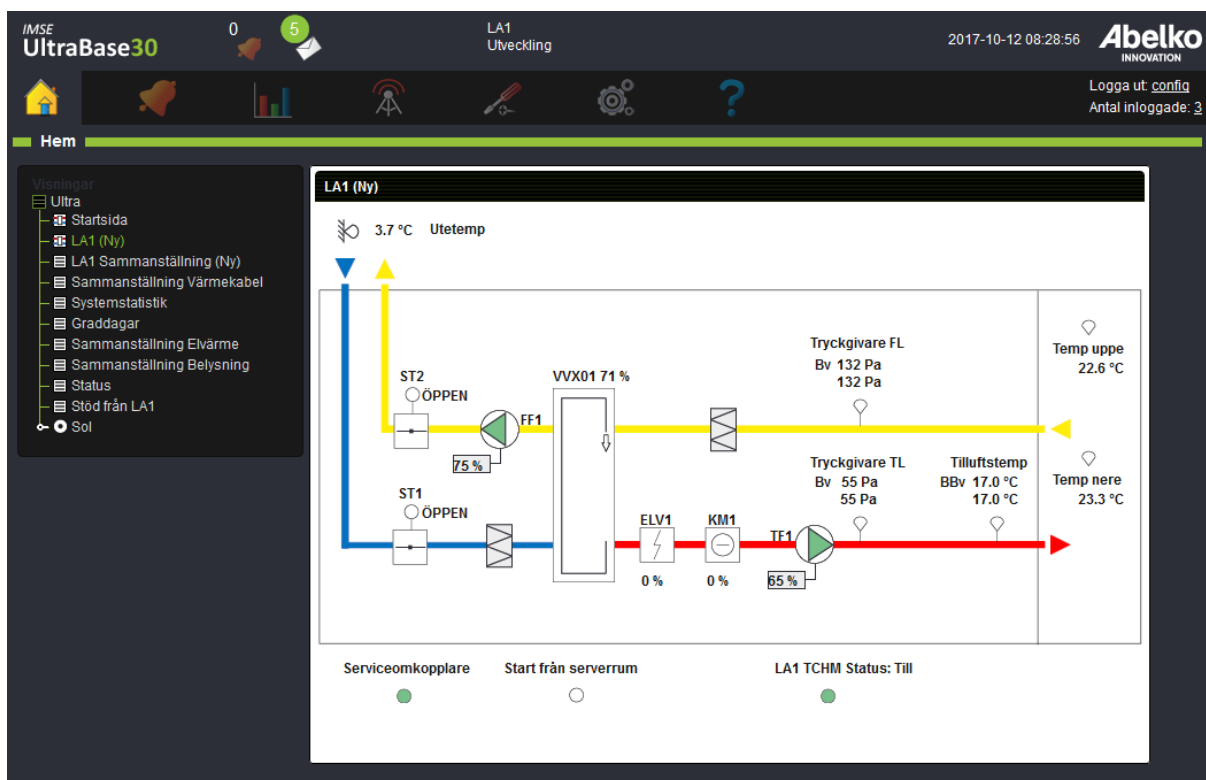 IMSE
UltraBase30
0
5
LA1
Utveckling
2017-10-12 08:28:56
Abelko
INNOVATION
Logga ut: config
Antal inloggade: 3
Hem
Visningar
Ultra
Startsida
LA1 (Ny)
LA1 Sammanställning (Ny)
Sammanställning Värmekabel
Systemstatistik
Graddagar
Sammanställning Elvärme
Sammanställning Belysning
Status
Stöd från LA1
Sol
LA1 (Ny)
3.7 °C Utetemp
Tryckgivare FL
Bv 132 Pa
132 Pa
Temp uppe
22.6 °C
ST2
ÖPPEN
VVX01 71 %
FF1
75 %
Tryckgivare TL
Bv 55 Pa
55 Pa
Tilluftstemp
BBv 17.0 °C
17.0 °C
Temp nere
23.3 °C
ST1
ÖPPEN
ELV1
KM1
TF1
0 %
0 %
65 %
Serviceomkopplare
Start från serverrum
LA1 TCHM Status: Till